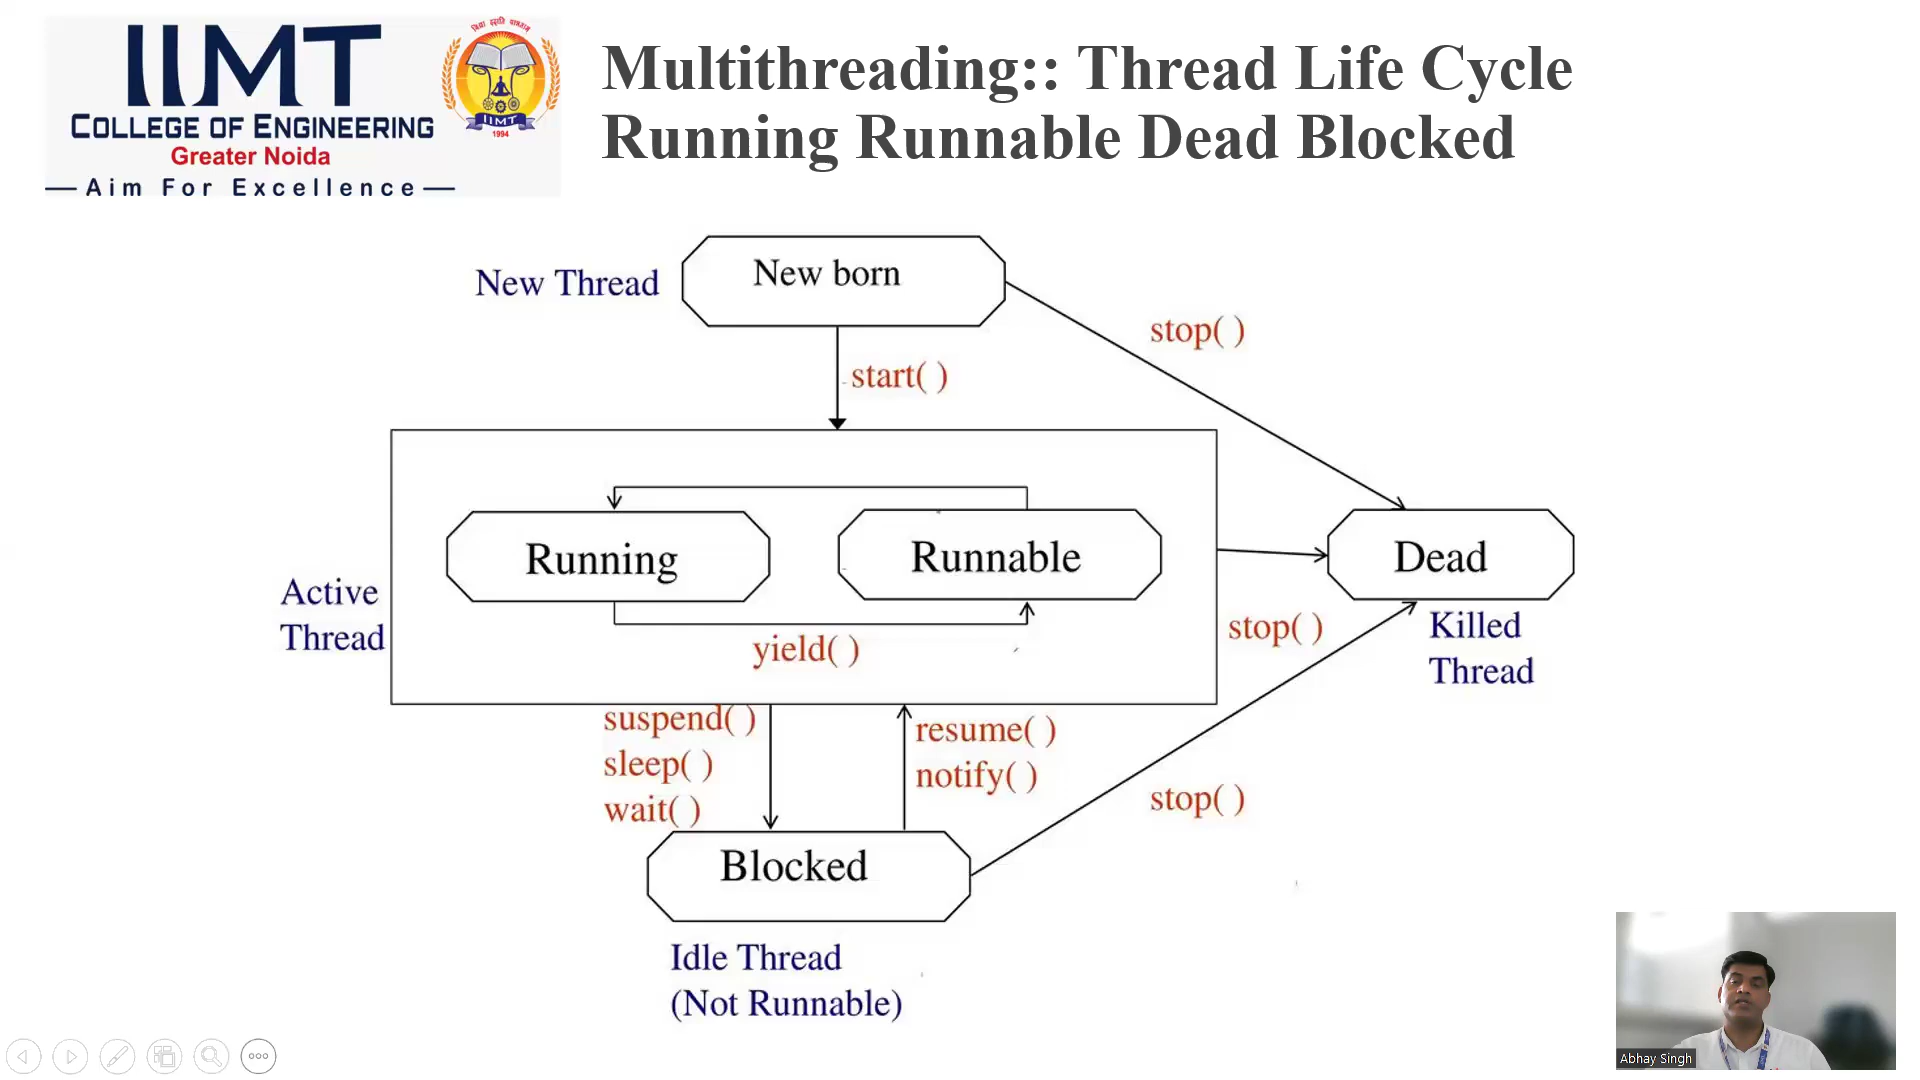 IIMT
COLLEGE OF ENGINEERING
Greater Noida
Aim For Excellence
IIMT
1994
Multithreading:: Thread Life Cycle
Running Runnable Dead Blocked
New Thread
New born
stop( )
start( )
Running
Runnable
Dead
Active
Thread
yield( )
stop( )
Killed
Thread
suspend( )
sleep( )
wait( )
resume( )
notify( )
stop( )
Blocked
Idle Thread
(Not Runnable)
Abhay Singh